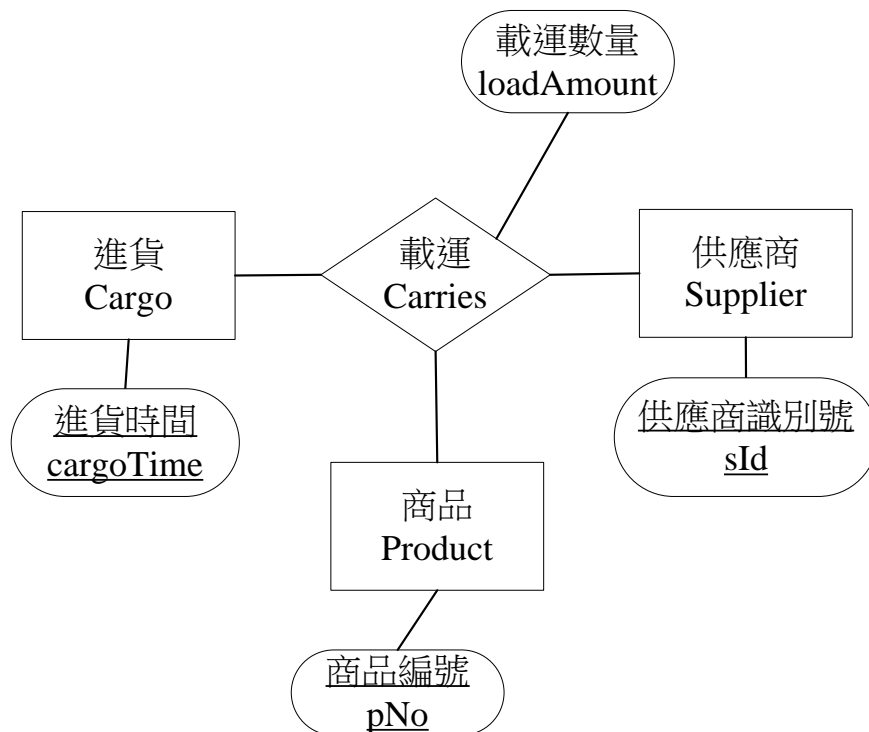 載運數量
loadAmount
進貨
Cargo
載運
Carries
供應商
Supplier
進貨時間
cargoTime
供應商識別號
sId
商品
Product
商品編號
pNo